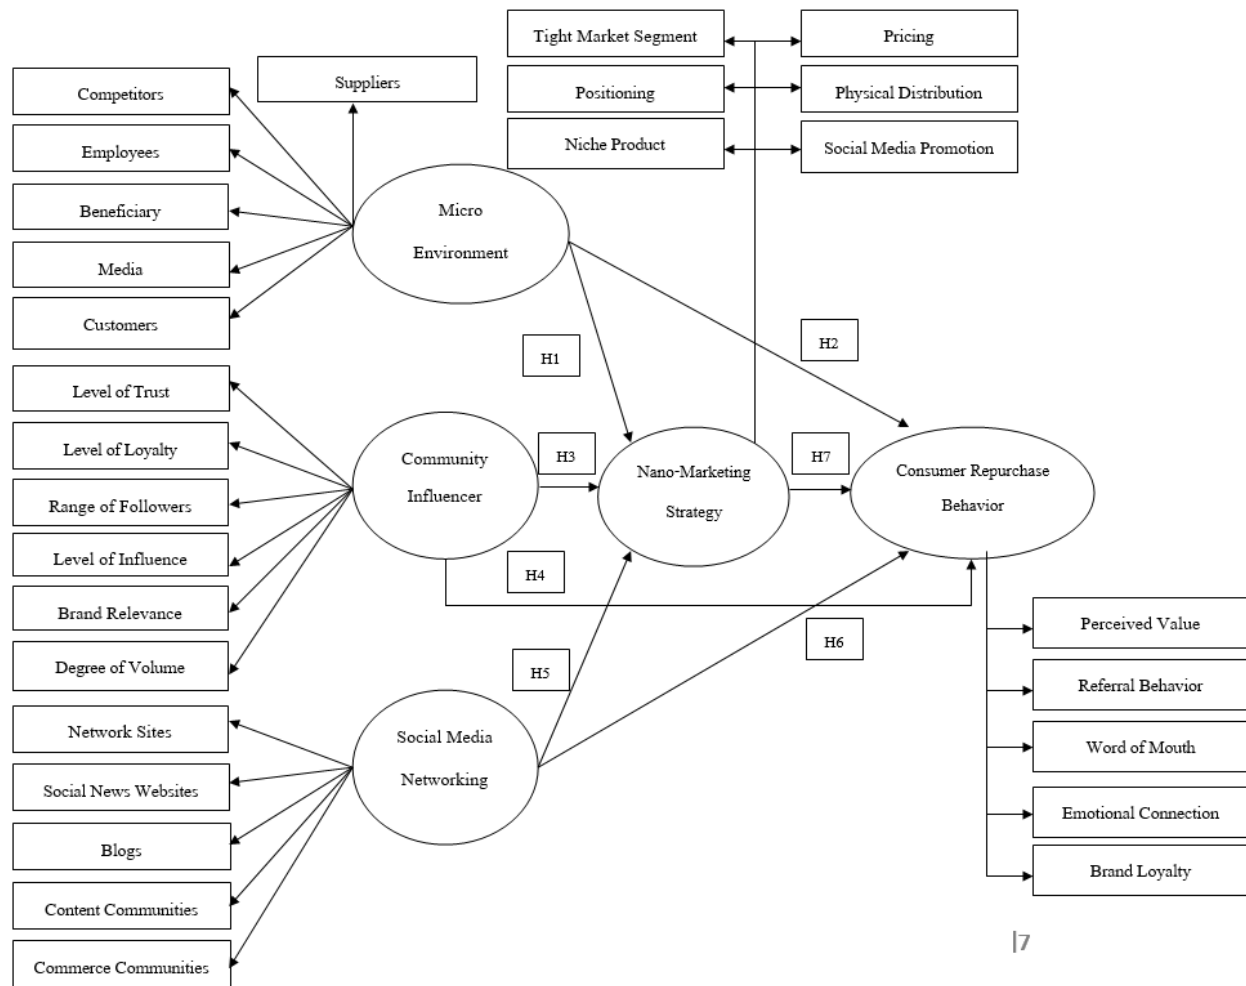 Tight Market Segment
Pricing
Suppliers
Competitors
Positioning
Physical Distribution
Employees
Niche Product
Social Media Promotion
Beneficiary
Micro
Environment
Media
Customers
H1
H2
Level of Trust
Level of Loyalty
Community
Influencer
H3
Nano-Marketing
Strategy
H7
Consumer Repurchase
Behavior
Range of Followers
Level of Influence
H4
Brand Relevance
Degree of Volume
H5
H6
Perceived Value
Referral Behavior
Network Sites
Social Media
Networking
Word of Mouth
Social News Websites
Emotional Connection
Blogs
Brand Loyalty
Content Communities
|7
Commerce Communities